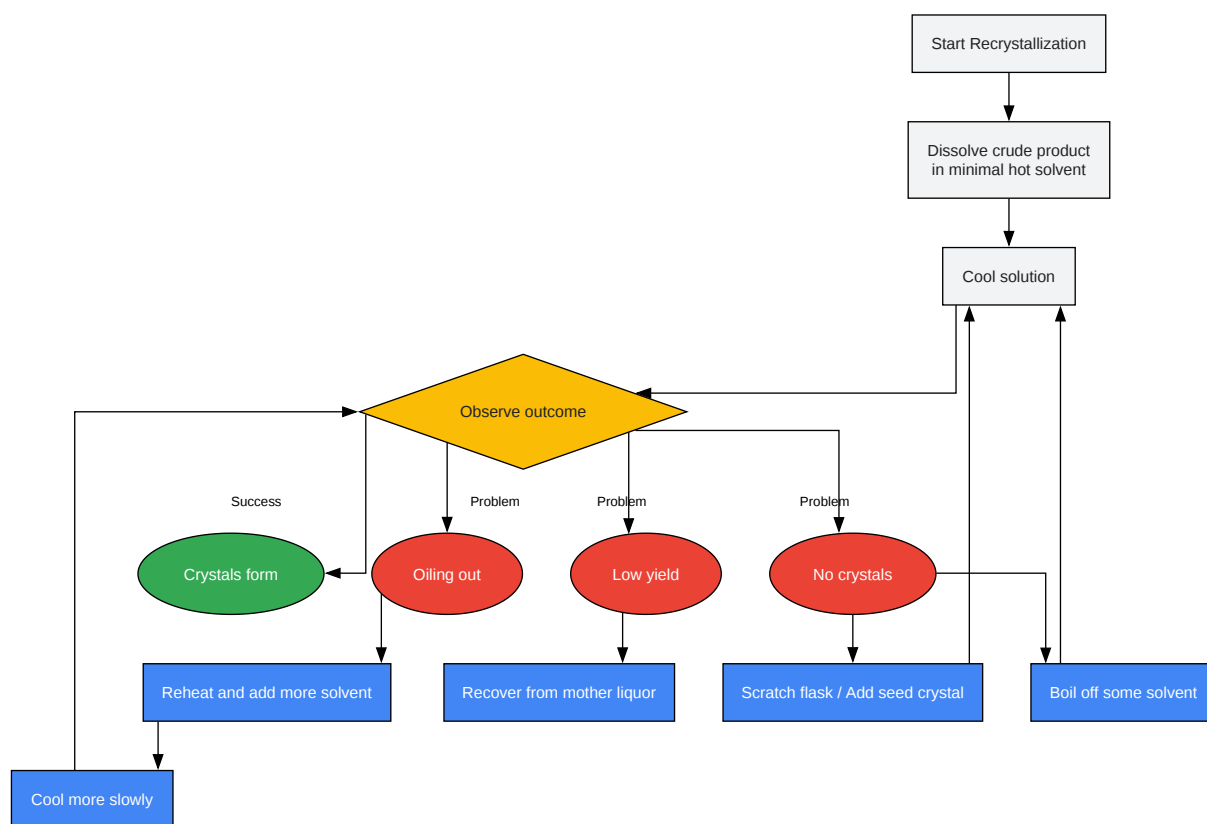 Start Recrystallization
Dissolve crude product
in minimal hot solvent
Cool solution
Observe outcome
Success
Problem
Problem
Problem
Crystals form
Oiling out
Low yield
No crystals
Reheat and add more solvent
Recover from mother liquor
Scratch flask / Add seed crystal
Boil off some solvent
Cool more slowly